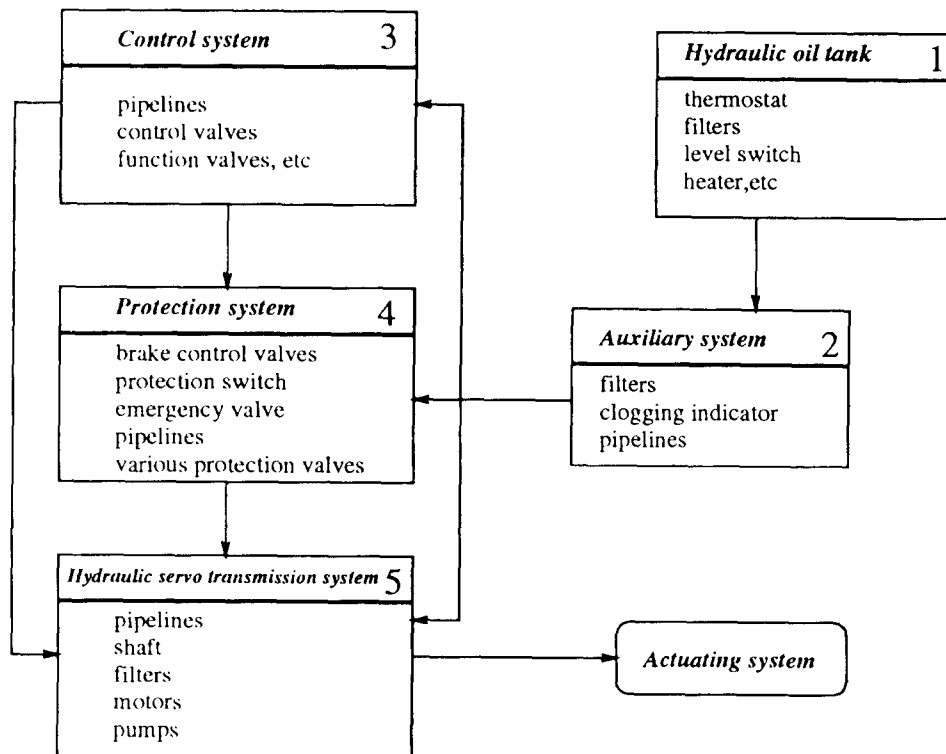 Control system 3
pipelines
control valves
function valves, etc
Hydraulic oil tank 1
thermostat
filters
level switch
heater,etc
Protection system 4
brake control valves
protection switch
emergency valve
pipelines
various protection valves
Auxiliary system 2
filters
clogging indicator
pipelines
Hydraulic servo transmission system 5
pipelines
shaft
filters
motors
pumps
Actuating system